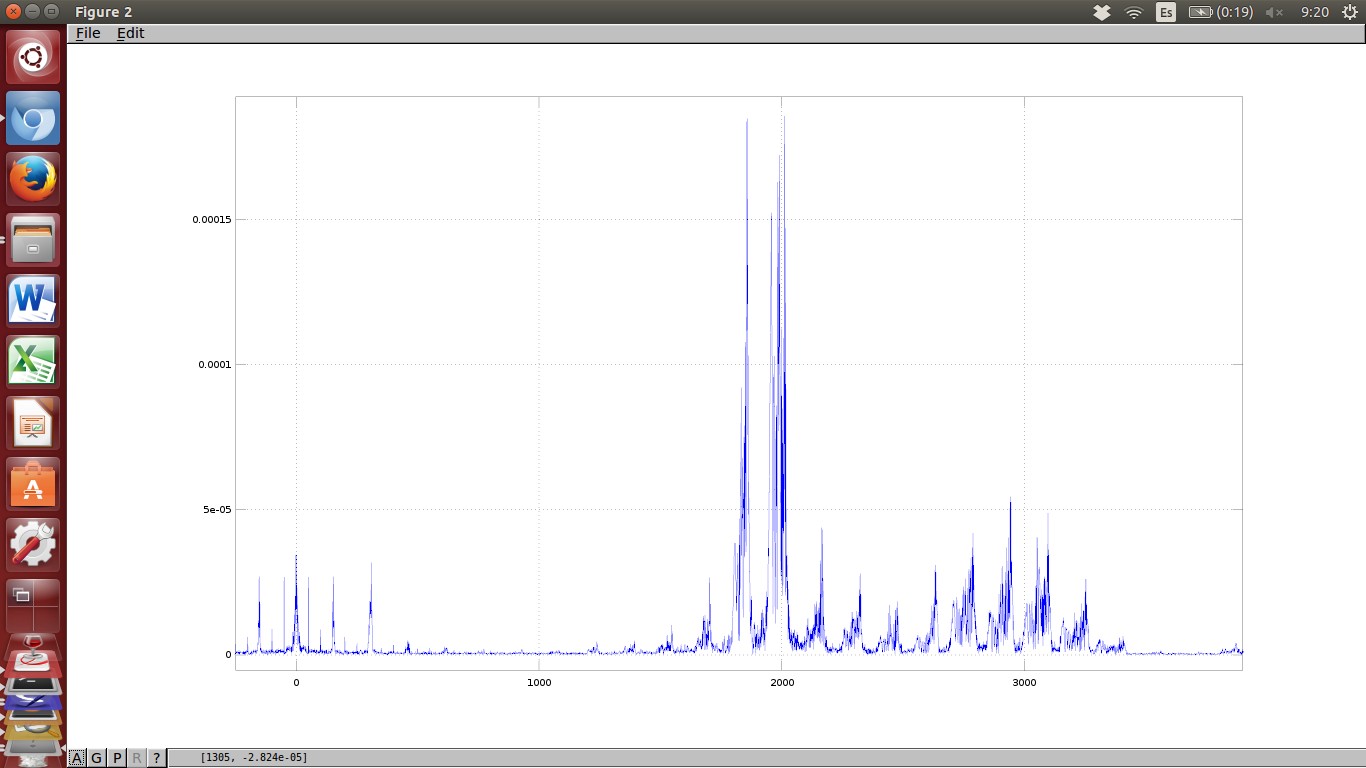 Figure 2
Es
(0:19)
9:20
File Edit
0.00015
0.0001
5e-05
0
0 1000 2000 3000
A G P R ? [1305, -2.824e-05]